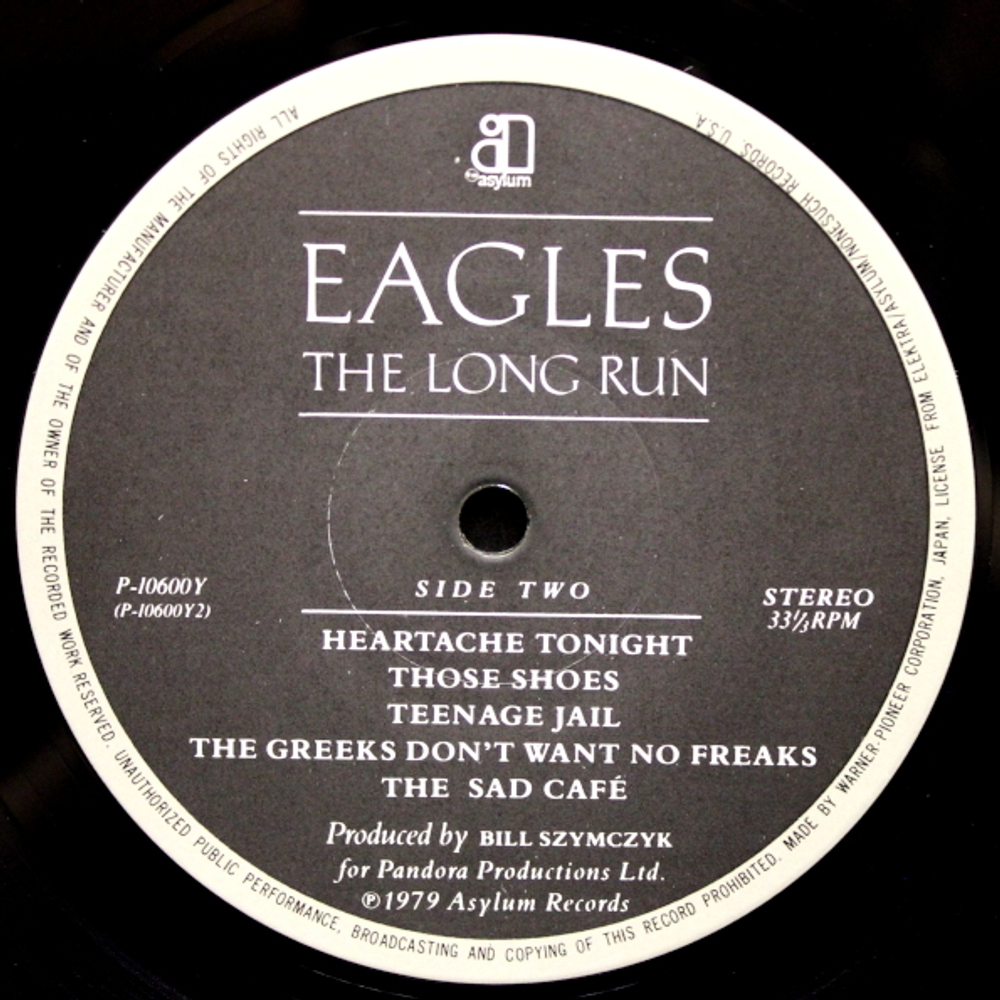 asylum
EAGLES
THE LONG RUN
P-10600Y
(P-10600Y2)
SIDE TWO
STEREO
33⅓RPM
HEARTACHE TONIGHT
THOSE SHOES
TEENAGE JAIL
THE GREEKS DON'T WANT NO FREAKS
THE SAD CAFÉ
Produced by BILL SZYMCZYK
for Pandora Productions Ltd.
℗1979 Asylum Records
ALL RIGHTS OF THE MANUFACTURER AND OF THE OWNER OF THE RECORDED WORK RESERVED. UNAUTHORIZED PUBLIC PERFORMANCE, BROADCASTING AND COPYING OF THIS RECORD PROHIBITED. MADE BY WARNER-PIONEER CORPORATION, JAPAN, LICENSE FROM ELEKTRA/ASYLUM/NONESUCH RECORDS, U.S.A.